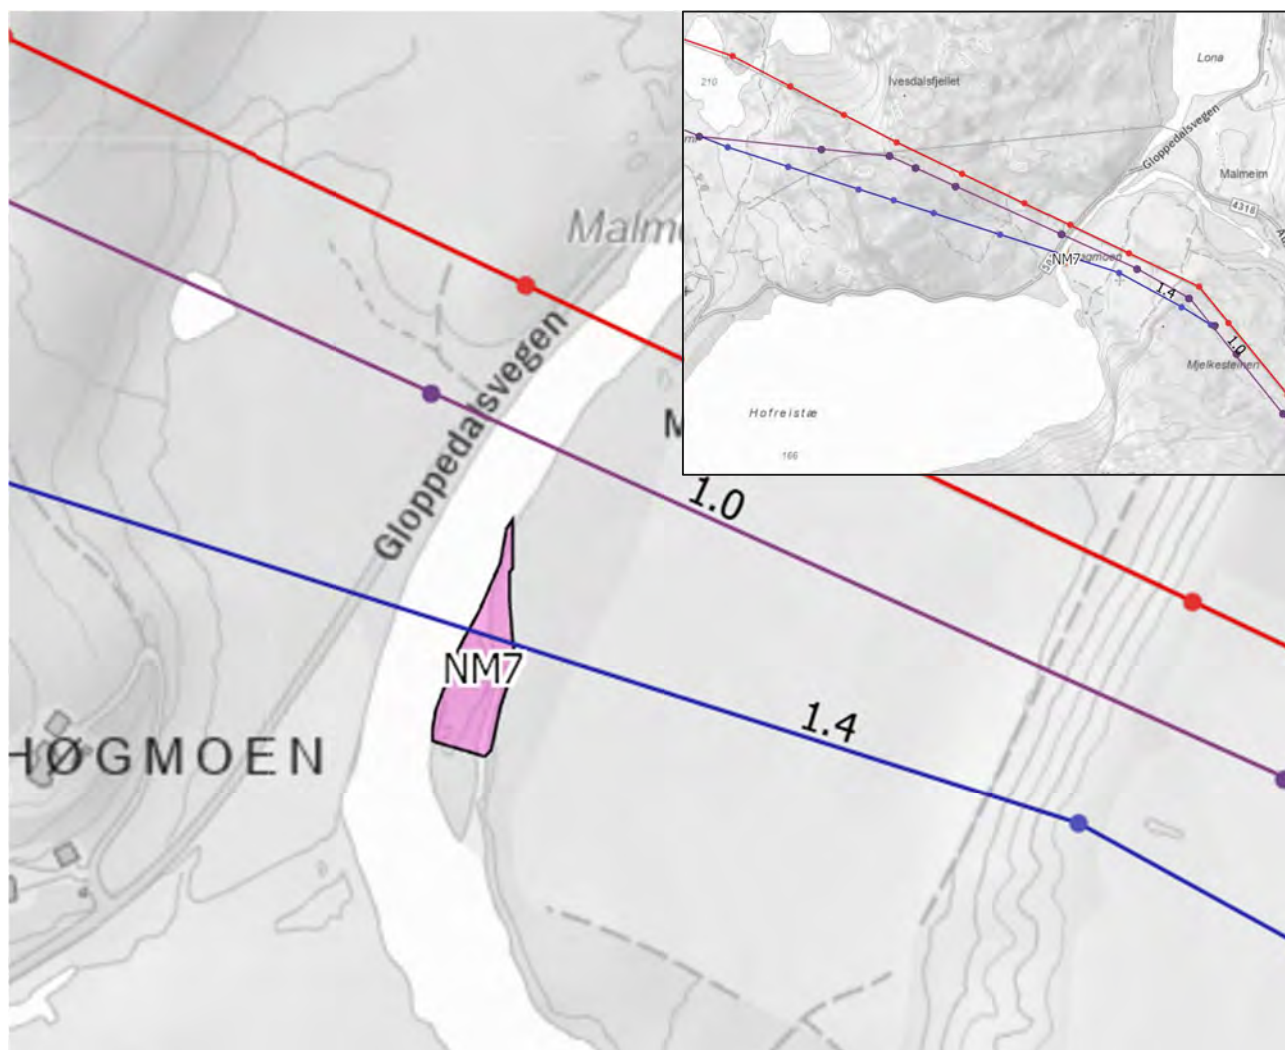 Malm
Gloppedalsvegen
M
1.0
NM7
1.4
HØGMOEN
Lona
210
Ivesdalsfjellet
Gloppedalsvegen
Malmeim
4316
NM7
gmoen
1.4
1.0
Mjelkesteinen
Hofreistæ
166